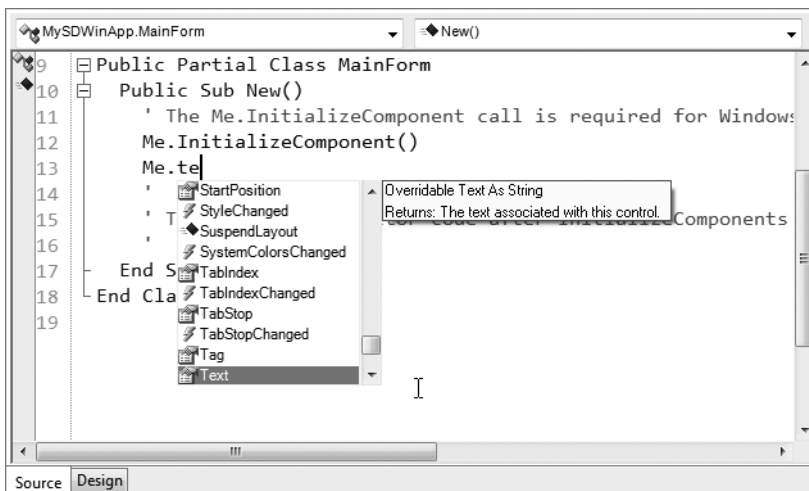 MySDWinApp.MainForm
New()
9 Public Partial Class MainForm
10 Public Sub New()
11 ' The Me.InitializeComponent call is required for Windows
12 Me.InitializeComponent()
13 Me.te
14 '
15 ' T
16 '
17 End S
18 End Cla
19
StartPosition
StyleChanged
SuspendLayout
SystemColorsChanged
TabIndex
TabIndexChanged
TabStop
TabStopChanged
Tag
Text
Overridable Text As String
Returns: The text associated with this control.
code after InitializeComponents
Source Design